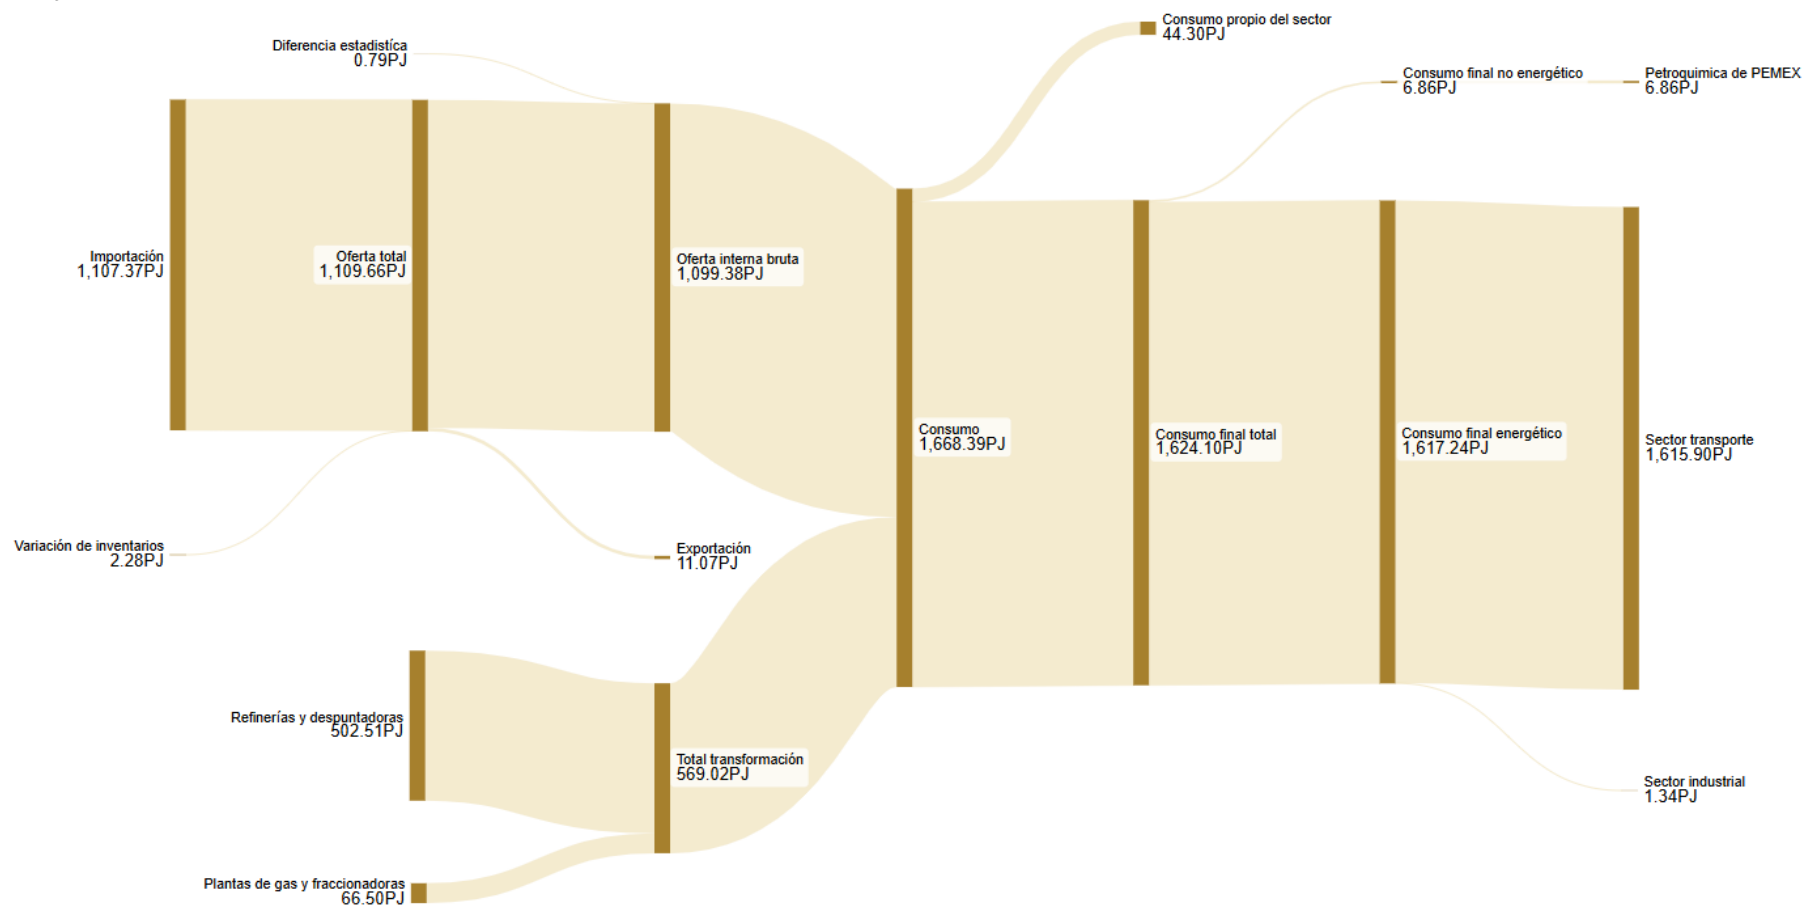 Consumo propio del sector
44.30PJ
Diferencia estadistíca
0.79PJ
Consumo final no energético
6.86PJ
Petroquimica de PEMEX
6.86PJ
Importación
1,107.37PJ
Oferta total
1,109.66PJ
Oferta interna bruta
1,099.38PJ
Consumo
1,668.39PJ
Consumo final total
1,624.10PJ
Consumo final energético
1,617.24PJ
Sector transporte
1,615.90PJ
Variación de inventarios
2.28PJ
Exportación
11.07PJ
Refinerías y despuntadoras
502.51PJ
Total transformación
569.02PJ
Sector industrial
1.34PJ
Plantas de gas y fraccionadoras
66.50PJ